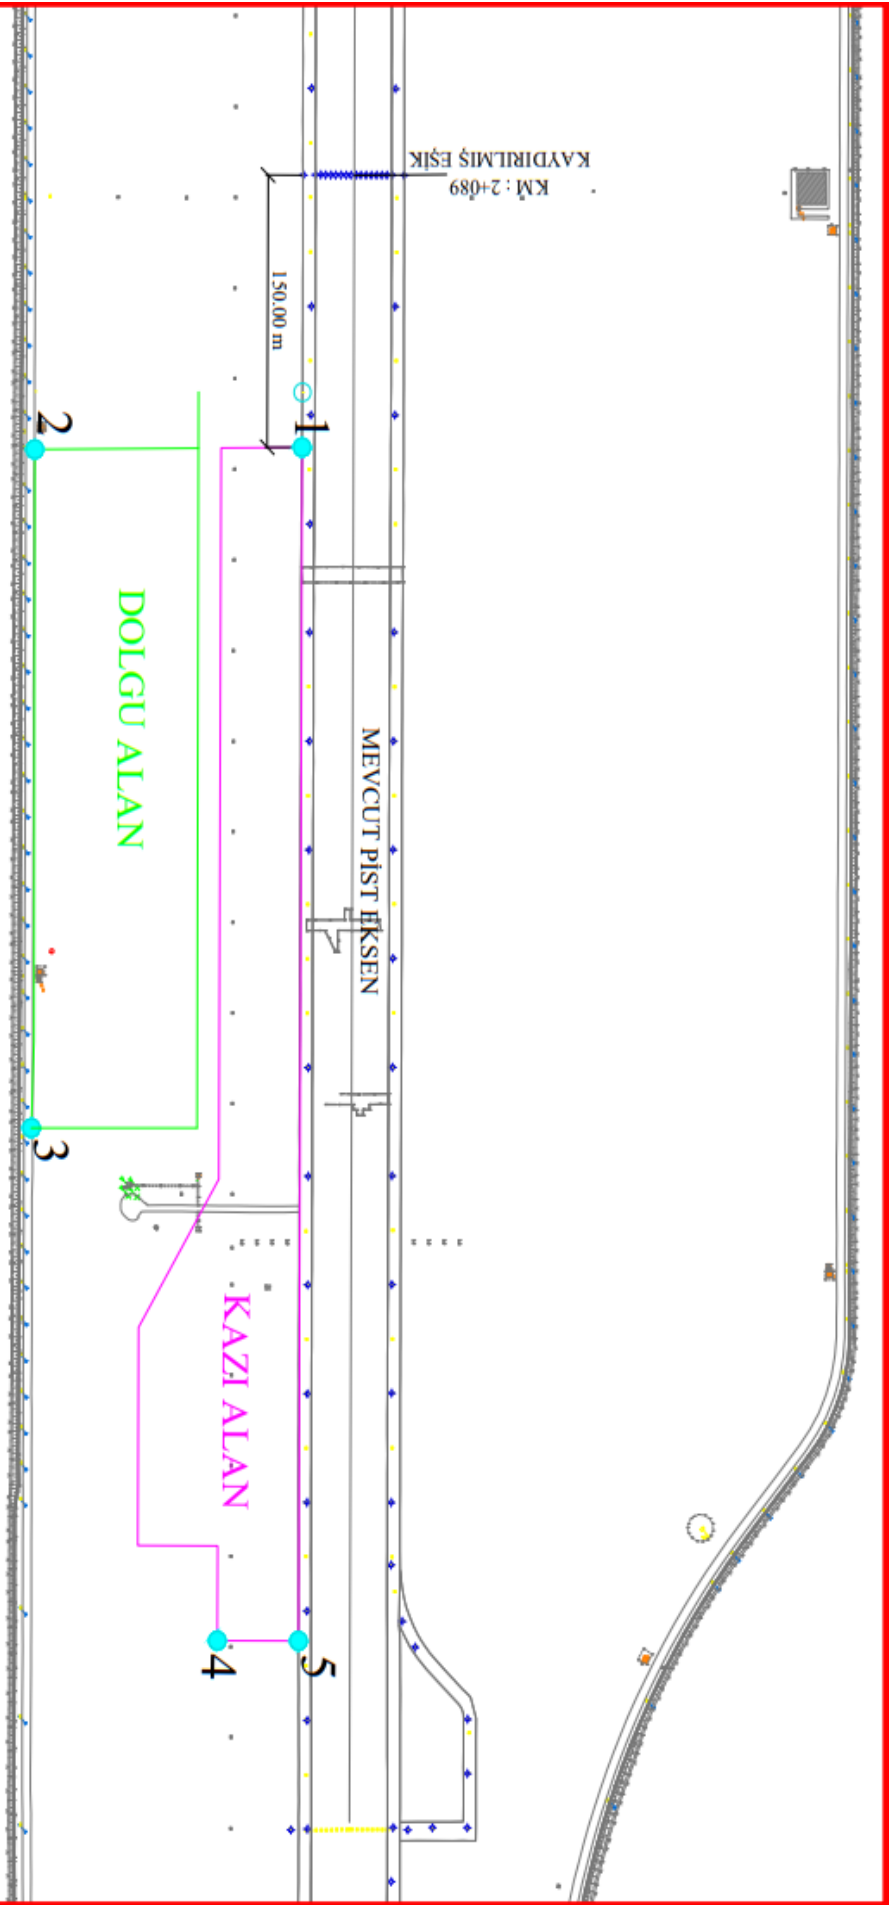 KAYDIRILMIŞ EŞİK
KM : 2+089
150.00 m
1
2
DOLGU ALAN
MEVCUT PİST EKSEN
3
KAZI ALAN
4
5